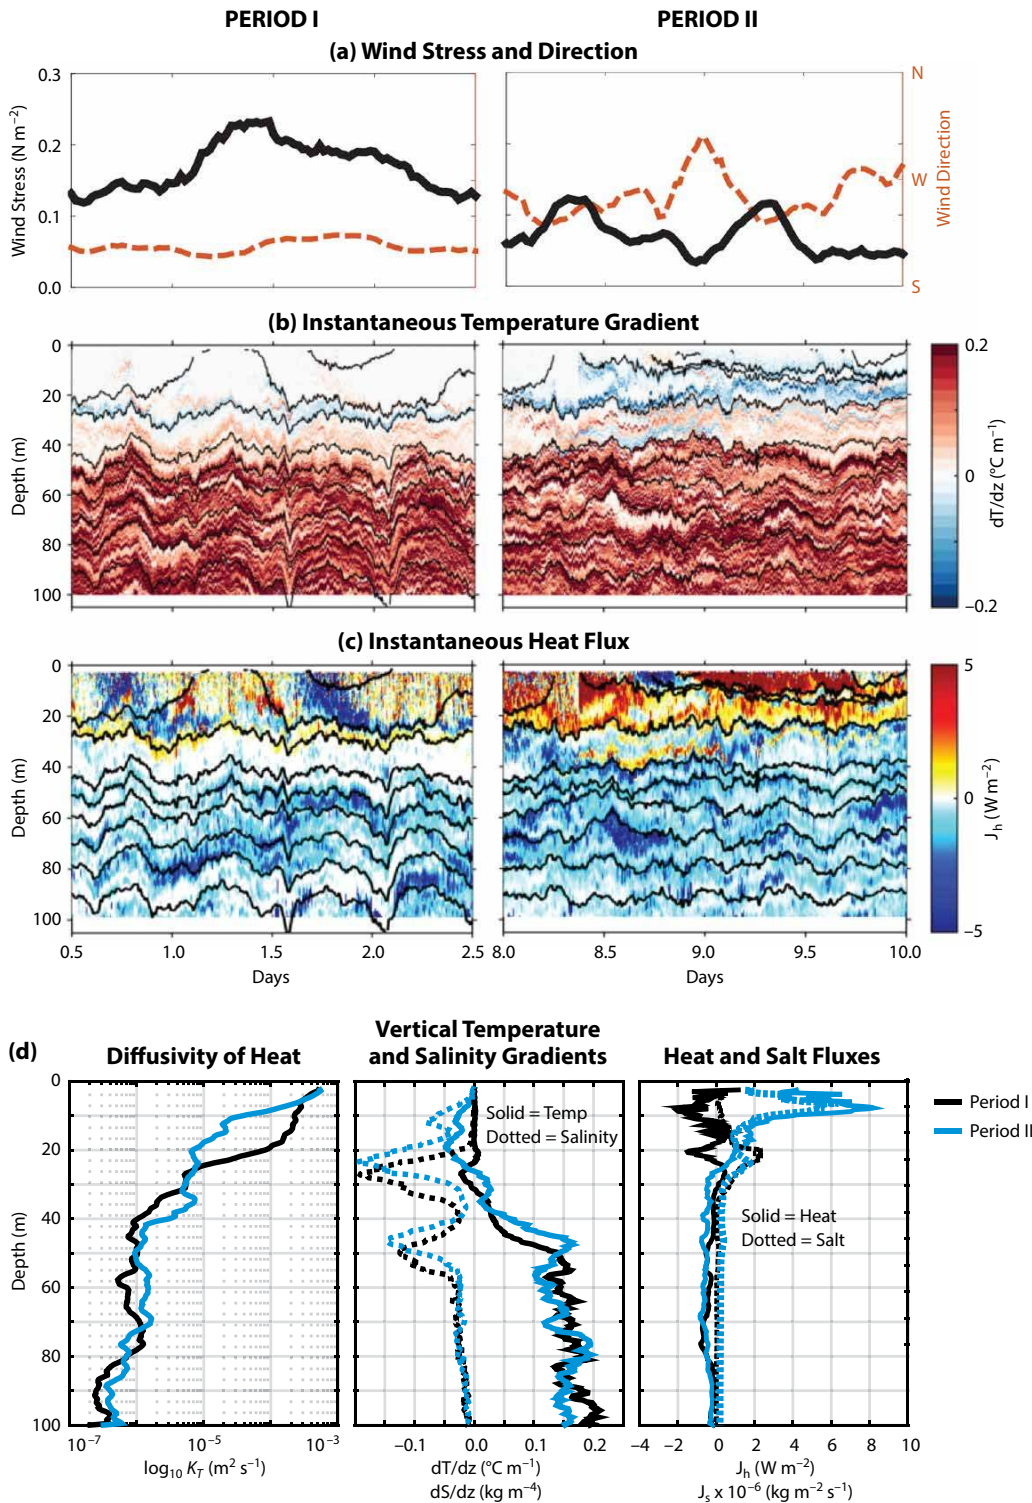 PERIOD I
PERIOD II
(a) Wind Stress and Direction
0.3
0.2
0.1
0.0
Wind Stress (N m−2)
N
W
S
Wind Direction
(b) Instantaneous Temperature Gradient
0
20
40
60
80
100
Depth (m)
0.2
0
−0.2
dT/dz (°C m−1)
(c) Instantaneous Heat Flux
0
20
40
60
80
100
Depth (m)
0.5
1.0
1.5
2.0
2.5
8.0
8.5
9.0
9.5
10.0
Days
Days
5
0
−5
Jh (W m−2)
(d)
Diffusivity of Heat
Vertical Temperature
and Salinity Gradients
Heat and Salt Fluxes
0
20
40
60
80
100
Depth (m)
Solid = Temp
Dotted = Salinity
Solid = Heat
Dotted = Salt
Period I
Period II
10−7
10−5
10−3
log10 KT (m2 s−1)
−0.1
0.0
0.1
0.2
dT/dz (°C m−1)
dS/dz (kg m−4)
−4
−2
0
2
4
6
8
10
Jh (W m−2)
Js x 10−6 (kg m−2 s−1)